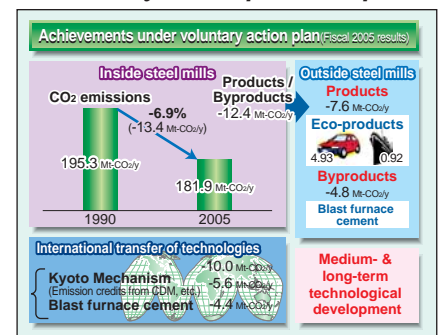 Achievements under voluntary action plan (Fiscal 2005 results)
Inside steel mills
CO2 emissions
-6.9%
(-13.4 Mt-CO2/y)
195.3 Mt-CO2/y
181.9 Mt-CO2/y
1990
2005
Products /
Byproducts
-12.4 Mt-CO2/y
Outside steel mills
Products
-7.6 Mt-CO2/y
Eco-products
4.93
0.92
Byproducts
-4.8 Mt-CO2/y
Blast furnace
cement
International transfer of technologies
-10.0 Mt-CO2/y
Kyoto Mechanism -5.6 Mt-CO2/y
(Emission credits from CDM, etc.)
Blast furnace cement -4.4 Mt-CO2/y
Medium- &
long-term
technological
development